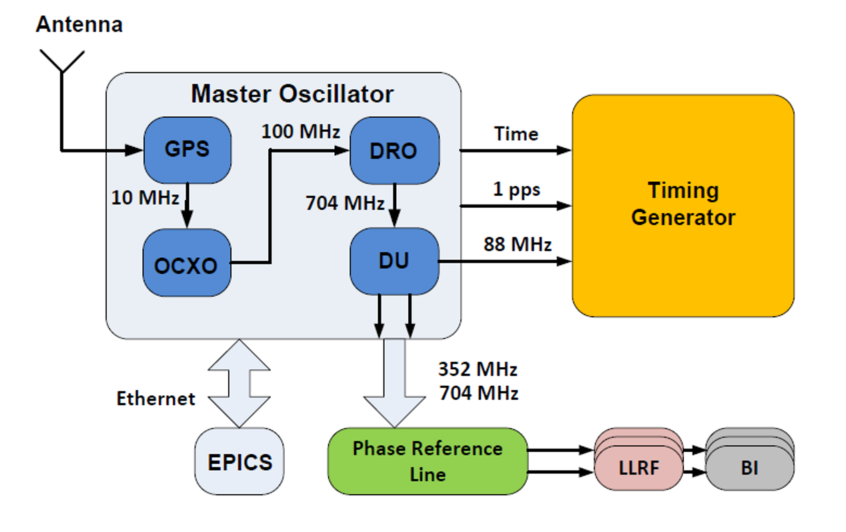 Antenna
Master Oscillator
GPS
100 MHz
DRO
Time
10 MHz
704 MHz
1 pps
Timing
Generator
OCXO
DU
88 MHz
352 MHz
704 MHz
Ethernet
EPICS
Phase Reference
Line
LLRF
BI